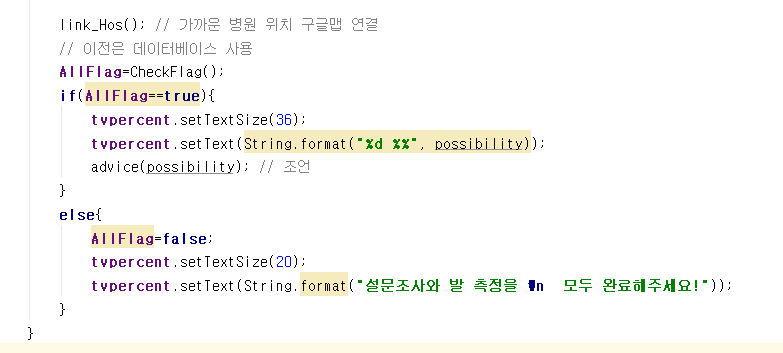 link_Hos(); // 가까운 병원 위치 구글맵 연결
// 이전은 데이터베이스 사용
AllFlag=CheckFlag();
if(AllFlag==true){
tvpercent.setTextSize(36);
tvpercent.setText(String.format("%d %%", possibility));
advice(possibility); // 조언
}
else{
AllFlag=false;
tvpercent.setTextSize(20);
tvpercent.setText(String.format("설문조사와 발 측정을 ₩n  모두 완료해주세요!"));
}
}